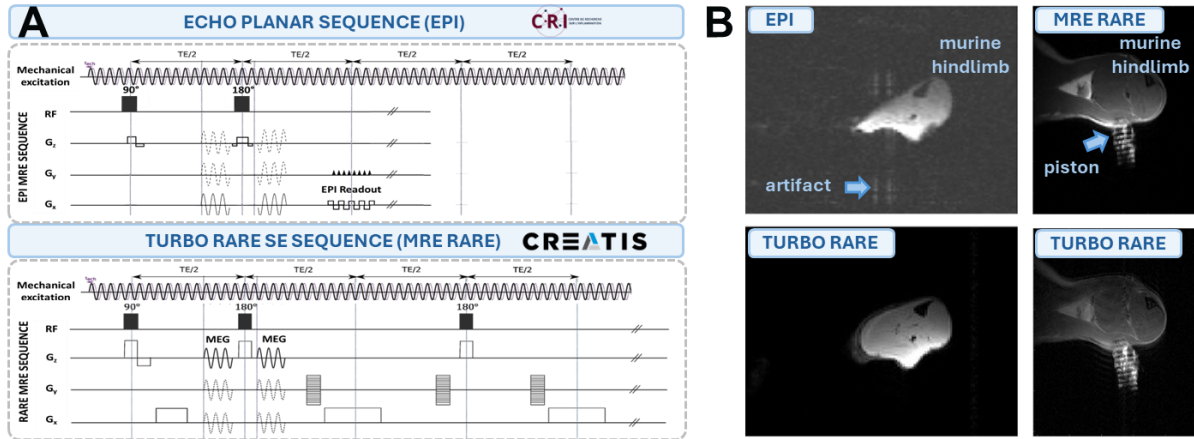 A
ECHO PLANAR SEQUENCE (EPI)
CRI
TE/2 TE/2 TE/2 TE/2
Mechanical
excitation
90° 180°
EPI MRE SEQUENCE
RF
Gz
Gy
EPI Readout
Gx
TURBO RARE SE SEQUENCE (MRE RARE)
CREATIS
TE/2 TE/2 TE/2 TE/2
Mechanical
excitation
90° 180° 180°
RARE MRE SEQUENCE
RF
MEG MEG
Gz
Gy
Gx
B
EPI
murine
hindlimb
artifact
MRE RARE
murine
hindlimb
piston
TURBO RARE
TURBO RARE